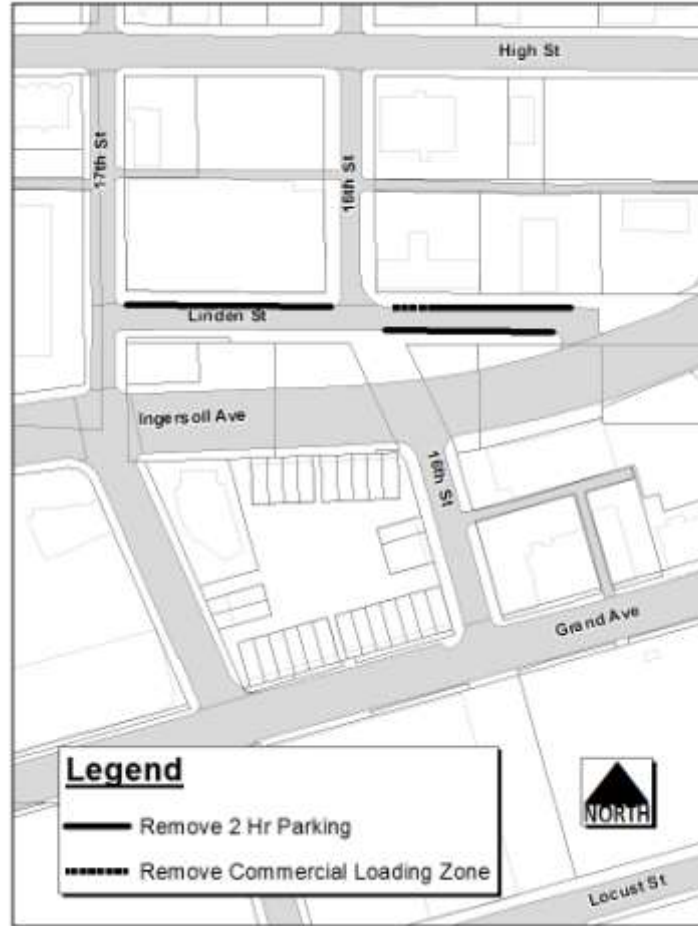 High St
17th St
16th St
Linden St
Ingersoll Ave
16th St
Grand Ave
Legend
Remove 2 Hr Parking
Remove Commercial Loading Zone
NORTH
Locust St